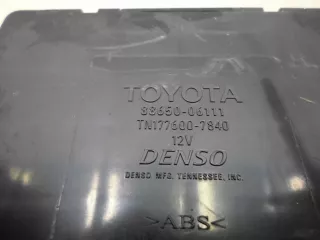 TOYOTA
88650-06111
TN177600-7840
12V
DENSO
DENSO MFG. TENNESSEE, INC.
>ABS<